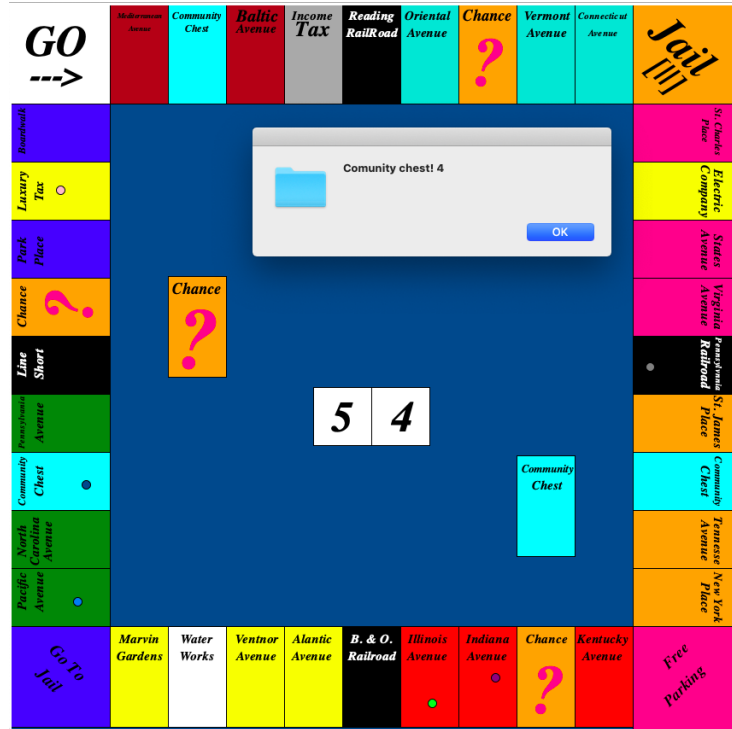 GO
--->
Mediterranean
Avenue
Community
Chest
Baltic
Avenue
Income
Tax
Reading
RailRoad
Oriental
Avenue
Chance
?
Vermont
Avenue
Connecticut
Avenue
Jail
[||]
Boardwalk
Luxury
Tax
Park
Place
Chance
?
Line
Short
Pennsylvania
Avenue
Community
Chest
North
Carolina
Avenue
Pacific
Avenue
Comunity chest! 4
OK
Chance
?
5 4
Community
Chest
St. Charles
Place
Electric
Company
States
Avenue
Virginia
Avenue
Pennsylvnnia
Railroad
St. James
Place
Community
Chest
Tennesse
Avenue
New York
Place
Go To
Jail
Marvin
Gardens
Water
Works
Ventnor
Avenue
Alantic
Avenue
B. & O.
Railroad
Illinois
Avenue
Indiana
Avenue
Chance
?
Kentucky
Avenue
Free
Parking